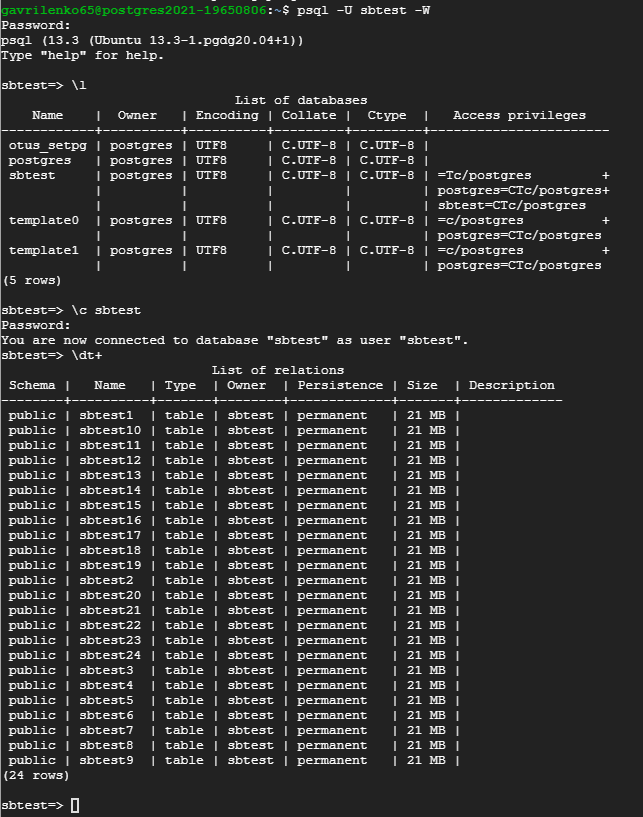 gavrilenko65@postgres2021-19650806:~$ psql -U sbtest -W
Password:
psql (13.3 (Ubuntu 13.3-1.pgdg20.04+1))
Type "help" for help.

sbtest=> \l
                              List of databases
    Name    |  Owner   | Encoding | Collate |  Ctype  |   Access privileges
------------+----------+----------+---------+---------+-----------------------
 otus_setpg | postgres | UTF8     | C.UTF-8 | C.UTF-8 |
 postgres   | postgres | UTF8     | C.UTF-8 | C.UTF-8 |
 sbtest     | postgres | UTF8     | C.UTF-8 | C.UTF-8 | =Tc/postgres         +
            |          |          |         |         | postgres=CTc/postgres+
            |          |          |         |         | sbtest=CTc/postgres
 template0  | postgres | UTF8     | C.UTF-8 | C.UTF-8 | =c/postgres          +
            |          |          |         |         | postgres=CTc/postgres
 template1  | postgres | UTF8     | C.UTF-8 | C.UTF-8 | =c/postgres          +
            |          |          |         |         | postgres=CTc/postgres
(5 rows)

sbtest=> \c sbtest
Password:
You are now connected to database "sbtest" as user "sbtest".
sbtest=> \dt+
                           List of relations
 Schema |   Name   | Type  | Owner  | Persistence | Size  | Description
--------+----------+-------+--------+-------------+-------+-------------
 public | sbtest1  | table | sbtest | permanent   | 21 MB |
 public | sbtest10 | table | sbtest | permanent   | 21 MB |
 public | sbtest11 | table | sbtest | permanent   | 21 MB |
 public | sbtest12 | table | sbtest | permanent   | 21 MB |
 public | sbtest13 | table | sbtest | permanent   | 21 MB |
 public | sbtest14 | table | sbtest | permanent   | 21 MB |
 public | sbtest15 | table | sbtest | permanent   | 21 MB |
 public | sbtest16 | table | sbtest | permanent   | 21 MB |
 public | sbtest17 | table | sbtest | permanent   | 21 MB |
 public | sbtest18 | table | sbtest | permanent   | 21 MB |
 public | sbtest19 | table | sbtest | permanent   | 21 MB |
 public | sbtest2  | table | sbtest | permanent   | 21 MB |
 public | sbtest20 | table | sbtest | permanent   | 21 MB |
 public | sbtest21 | table | sbtest | permanent   | 21 MB |
 public | sbtest22 | table | sbtest | permanent   | 21 MB |
 public | sbtest23 | table | sbtest | permanent   | 21 MB |
 public | sbtest24 | table | sbtest | permanent   | 21 MB |
 public | sbtest3  | table | sbtest | permanent   | 21 MB |
 public | sbtest4  | table | sbtest | permanent   | 21 MB |
 public | sbtest5  | table | sbtest | permanent   | 21 MB |
 public | sbtest6  | table | sbtest | permanent   | 21 MB |
 public | sbtest7  | table | sbtest | permanent   | 21 MB |
 public | sbtest8  | table | sbtest | permanent   | 21 MB |
 public | sbtest9  | table | sbtest | permanent   | 21 MB |
(24 rows)

sbtest=>